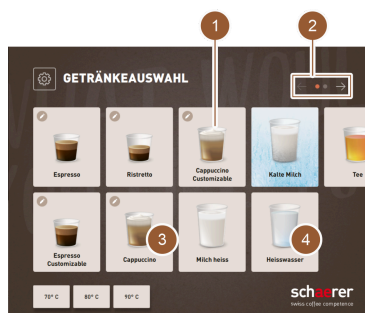 1
2
GETRÄNKEAUSWAHL
Espresso
Ristretto
Cappuccino
Customizable
Kalte Milch
Tee
Espresso
Customizable
Cappuccino
3
Milch heiss
Heisswasser
4
70° C
80° C
90° C
schaerer
swiss coffee competence